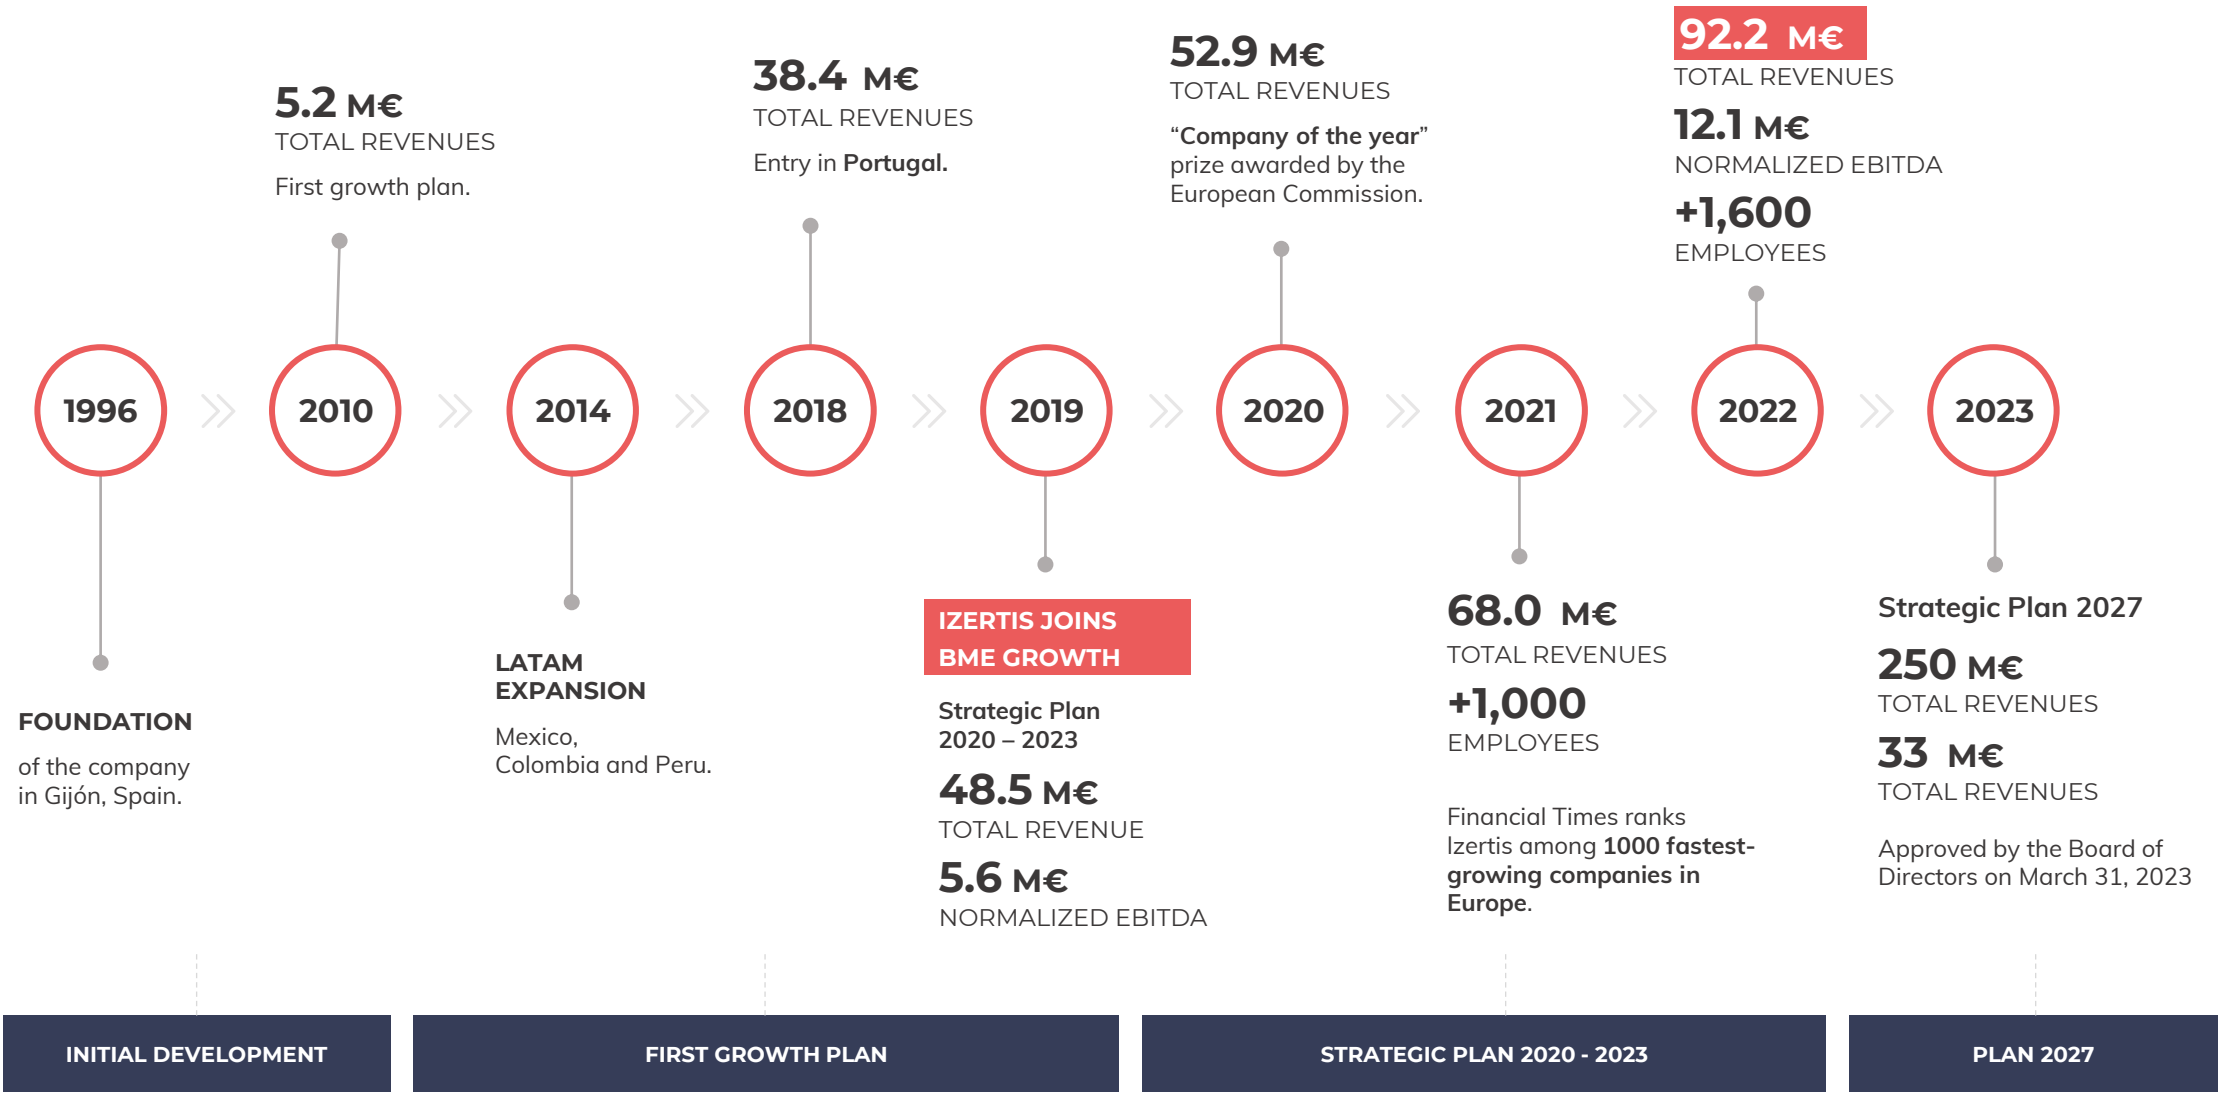 1996
FOUNDATION
of the company
in Gijón, Spain.
5.2 M€
TOTAL REVENUES
First growth plan.
2010
2014
LATAM
EXPANSION
Mexico,
Colombia and Peru.
38.4 M€
TOTAL REVENUES
Entry in Portugal.
2018
2019
IZERTIS JOINS
BME GROWTH
Strategic Plan
2020 – 2023
48.5 M€
TOTAL REVENUE
5.6 M€
NORMALIZED EBITDA
52.9 M€
TOTAL REVENUES
“Company of the year”
prize awarded by the
European Commission.
2020
2021
68.0 M€
TOTAL REVENUES
+1,000
EMPLOYEES
Financial Times ranks
Izertis among 1000 fastest-
growing companies in
Europe.
92.2 M€
TOTAL REVENUES
12.1 M€
NORMALIZED EBITDA
+1,600
EMPLOYEES
2022
2023
Strategic Plan 2027
250 M€
TOTAL REVENUES
33 M€
TOTAL REVENUES
Approved by the Board of
Directors on March 31, 2023
INITIAL DEVELOPMENT
FIRST GROWTH PLAN
STRATEGIC PLAN 2020 - 2023
PLAN 2027